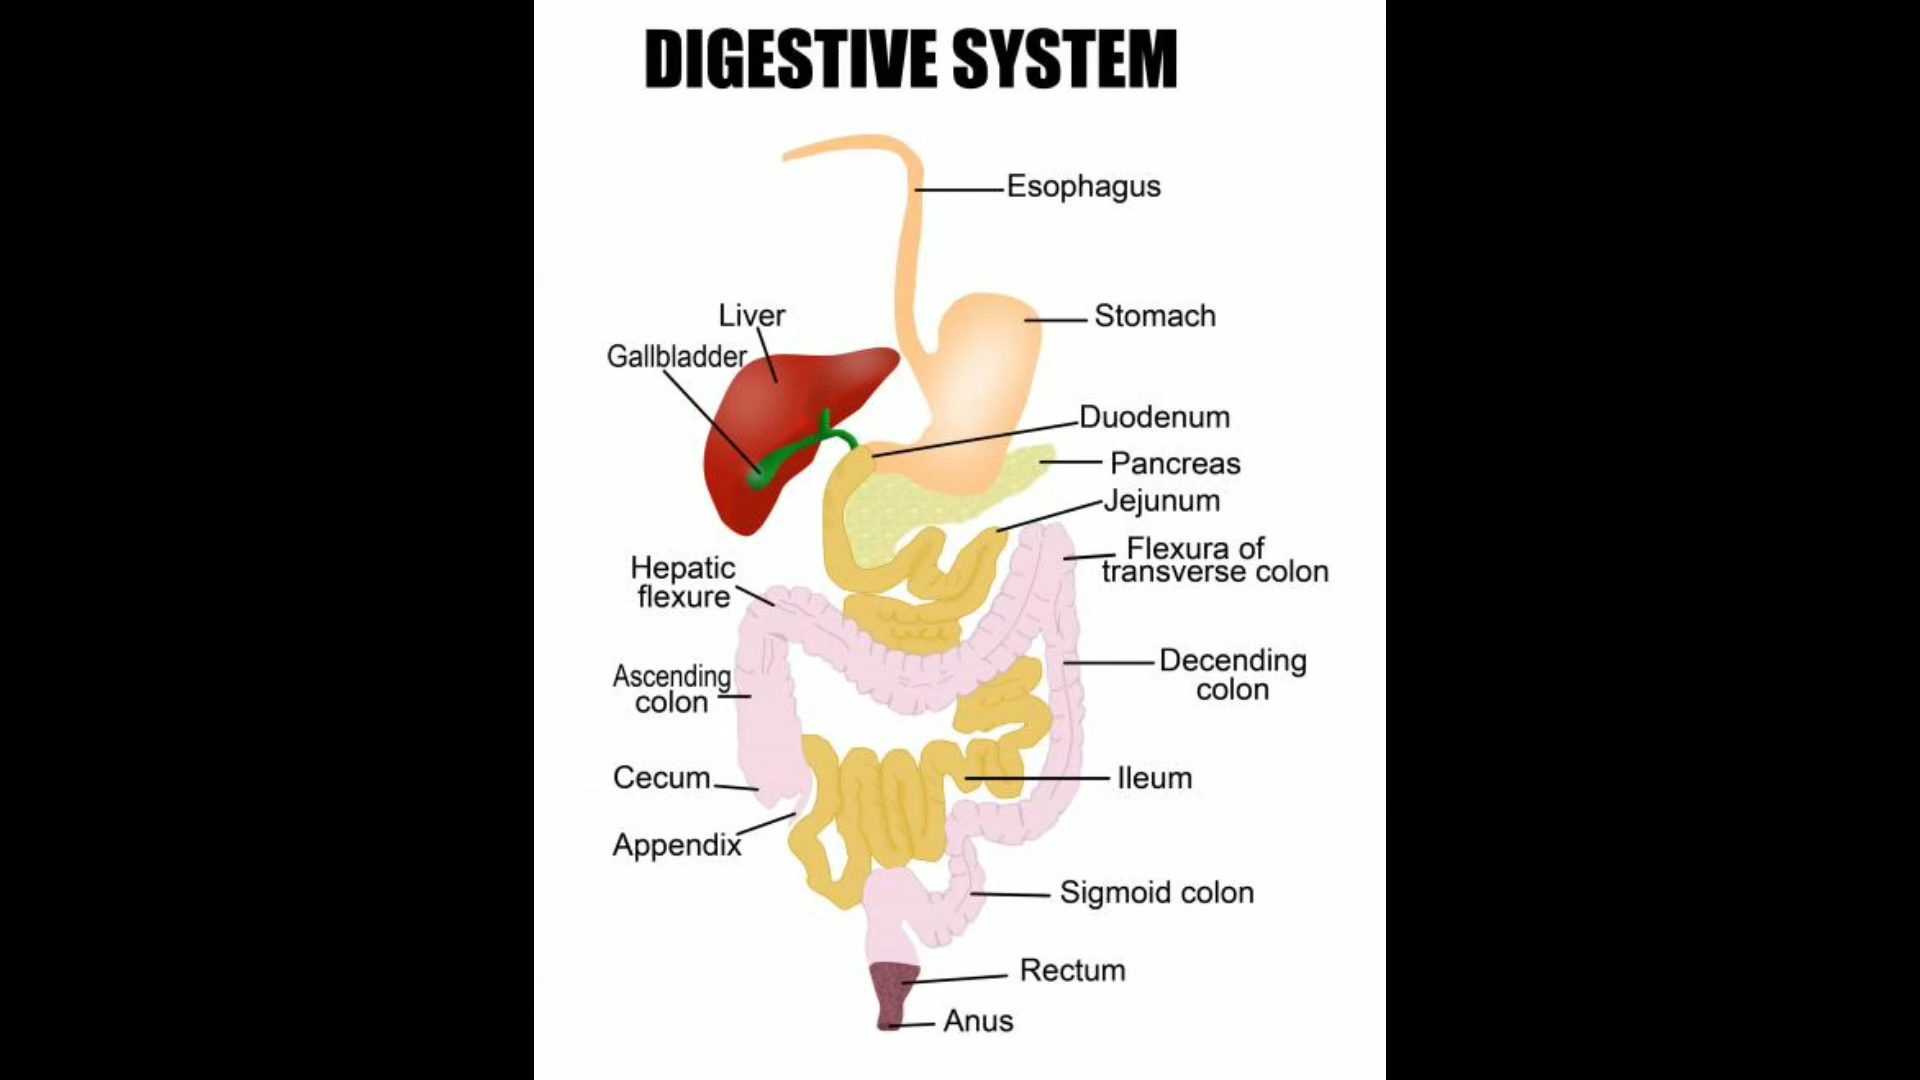 DIGESTIVE SYSTEM
Esophagus
Liver
Stomach
Gallbladder
Duodenum
Pancreas
Jejunum
Flexura of
transverse colon
Hepatic
flexure
Decending
colon
Ascending
colon
Cecum
Ileum
Appendix
Sigmoid colon
Rectum
Anus